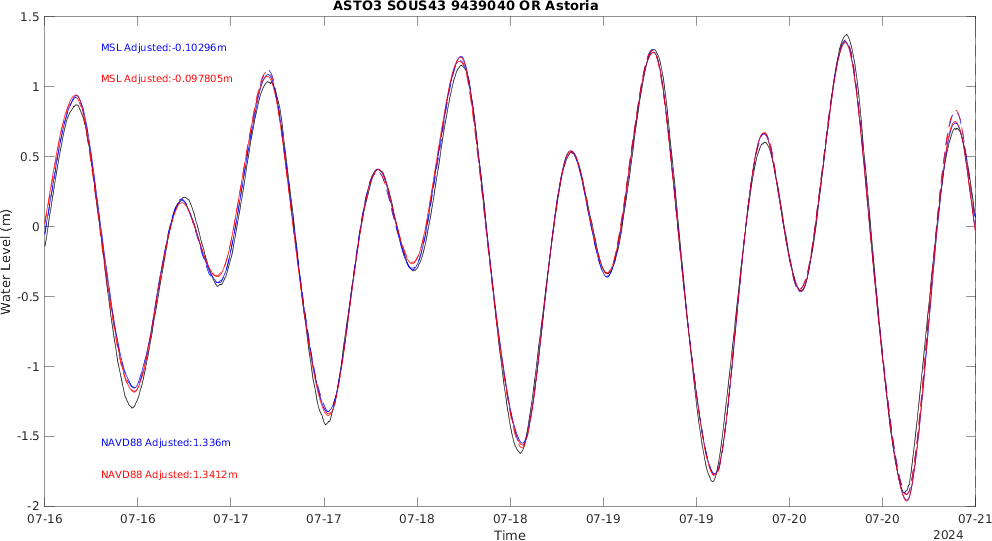 ASTO3 SOUS43 9439040 OR Astoria
MSL Adjusted:-0.10296m
MSL Adjusted:-0.097805m
NAVD88 Adjusted:1.336m
NAVD88 Adjusted:1.3412m
Water Level (m)
1.5
1
0.5
0
-0.5
-1
-1.5
-2
07-16 07-16 07-17 07-17 07-18 07-18 07-19 07-19 07-20 07-20 07-21
Time
2024